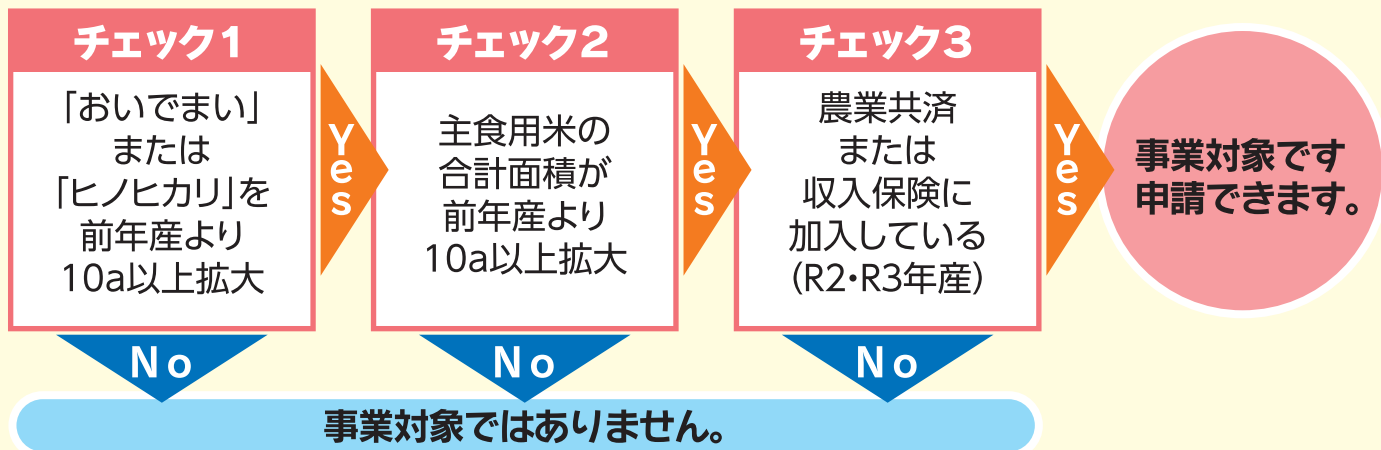 チェック1
「おいでまい」
または
「ヒノヒカリ」を
前年産より
10a以上拡大
Yes
No
チェック2
主食用米の
合計面積が
前年産より
10a以上拡大
Yes
No
チェック3
農業共済
または
収入保険に
加入している
(R2・R3年産)
Yes
No
事業対象です
申請できます。
事業対象ではありません。